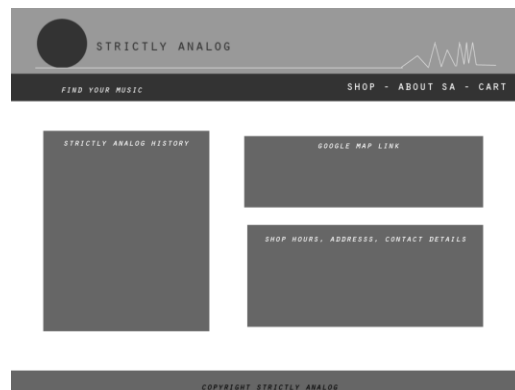 STRICTLY ANALOG
FIND YOUR MUSIC
SHOP - ABOUT SA - CART
STRICTLY ANALOG HISTORY
GOOGLE MAP LINK
SHOP HOURS, ADDRESSS, CONTACT DETAILS
COPYRIGHT STRICTLY ANALOG